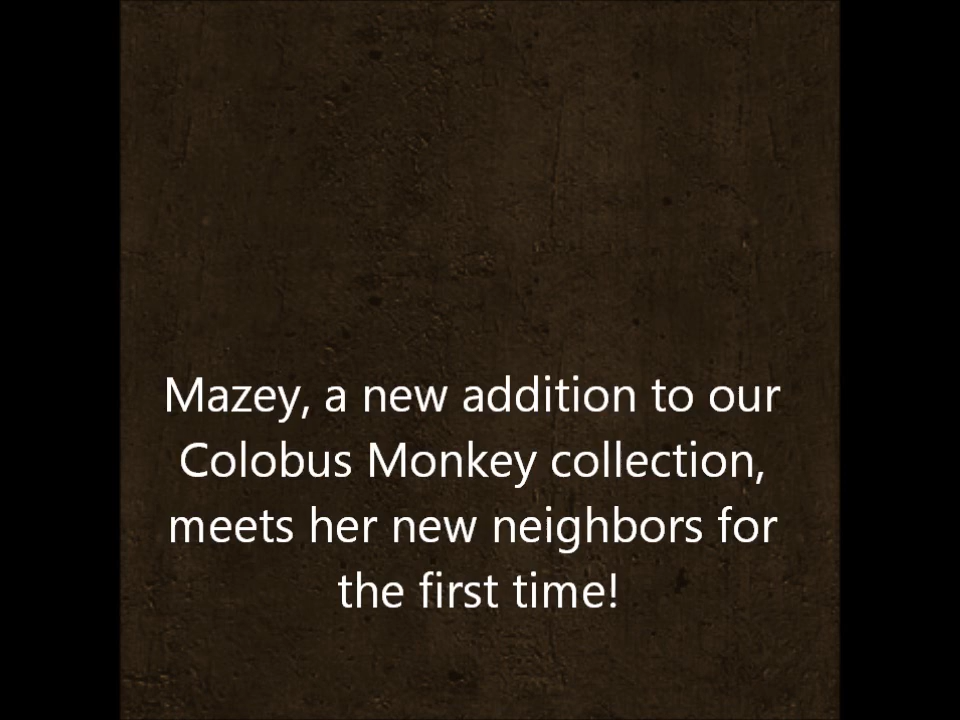 Mazey, a new addition to our
Colobus Monkey collection,
meets her new neighbors for
the first time!